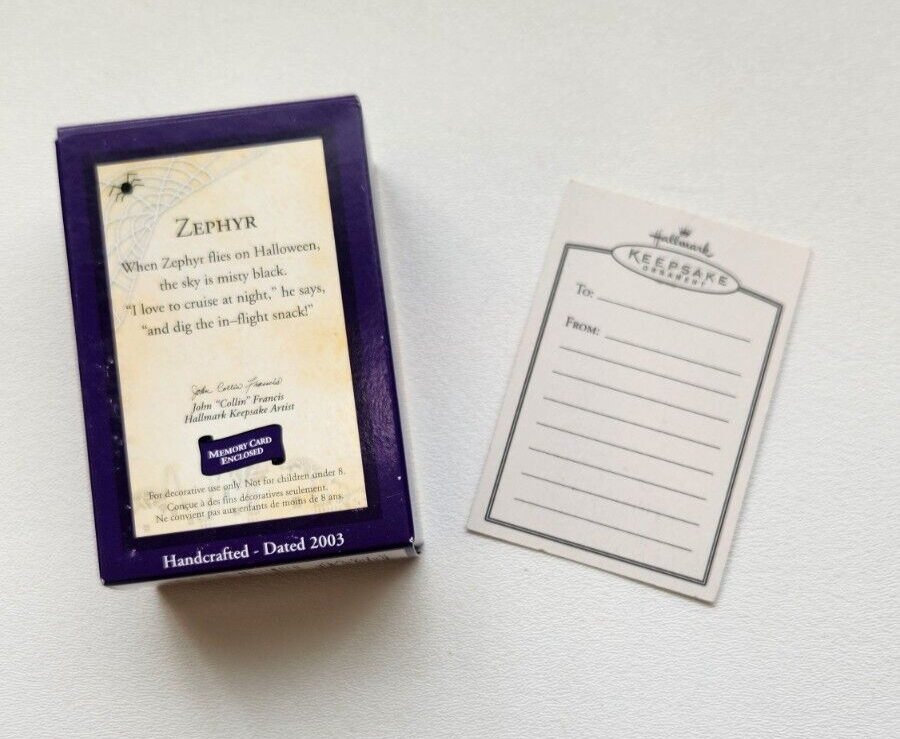 ZEPHYR
When Zephyr flies on Halloween,
the sky is misty black.
"I love to cruise at night," he says,
"and dig the in–flight snack!"
John Collin Francis
John "Collin" Francis
Hallmark Keepsake Artist
MEMORY CARD
ENCLOSED
For decorative use only. Not for children under 8.
Conçue à des fins décoratives seulement.
Ne convient pas aux enfants de moins de 8 ans.
Handcrafted - Dated 2003
Hallmark
KEEPSAKE
ORNAMENT
TO:
FROM: